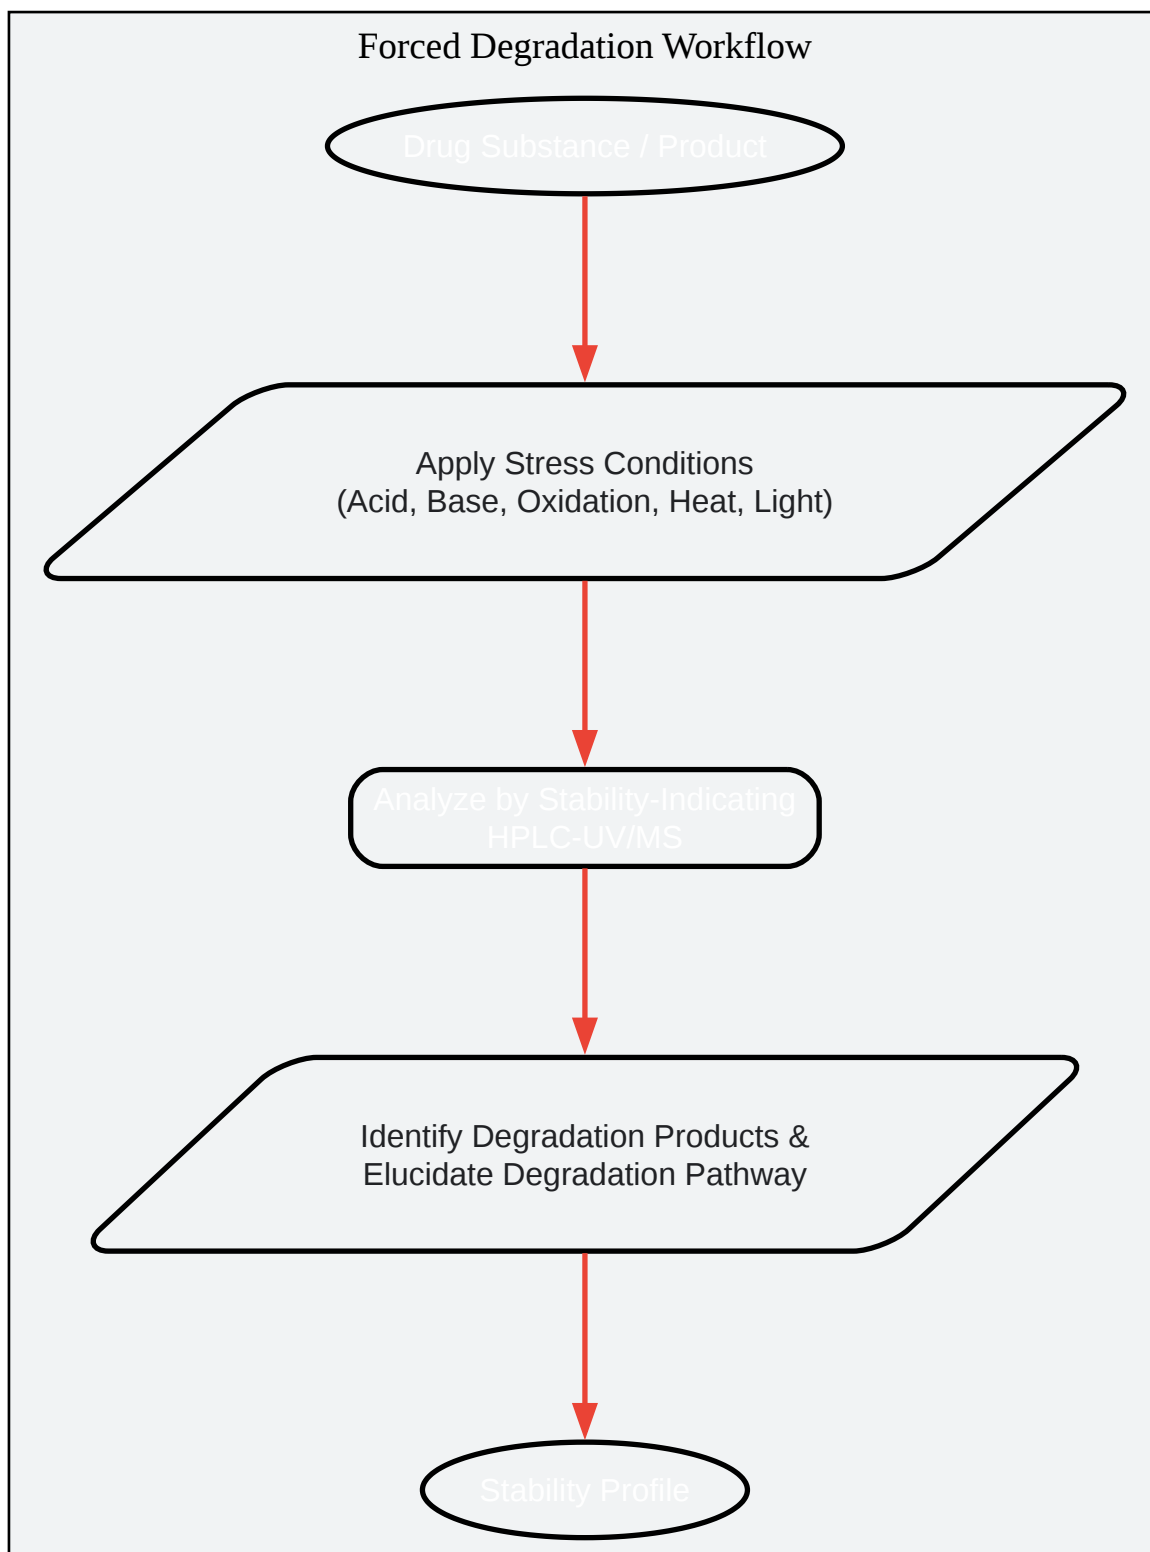 Forced Degradation Workflow
Drug Substance / Product
Apply Stress Conditions
(Acid, Base, Oxidation, Heat, Light)
Analyze by Stability-Indicating
HPLC-UV/MS
Identify Degradation Products &
Elucidate Degradation Pathway
Stability Profile